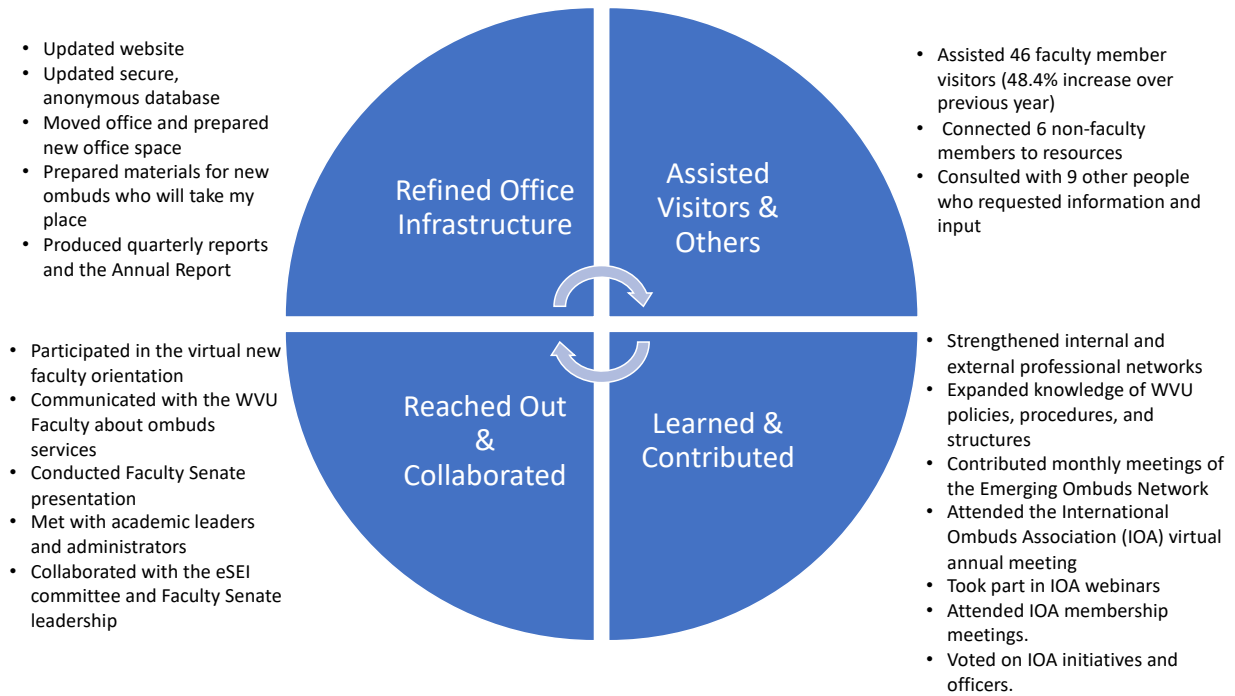 • Updated website
• Updated secure,
anonymous database
• Moved office and prepared
new office space
• Prepared materials for new
ombuds who will take my
place
• Produced quarterly reports
and the Annual Report
Refined Office
Infrastructure
Assisted
Visitors &
Others
• Assisted 46 faculty member
visitors (48.4% increase over
previous year)
• Connected 6 non-faculty
members to resources
• Consulted with 9 other people
who requested information and
input
• Participated in the virtual new
faculty orientation
• Communicated with the WVU
Faculty about ombuds
services
• Conducted Faculty Senate
presentation
• Met with academic leaders
and administrators
• Collaborated with the eSEI
committee and Faculty Senate
leadership
Reached Out
&
Collaborated
Learned &
Contributed
• Strengthened internal and
external professional networks
• Expanded knowledge of WVU
policies, procedures, and
structures
• Contributed monthly meetings of
the Emerging Ombuds Network
• Attended the International
Ombuds Association (IOA) virtual
annual meeting
• Took part in IOA webinars
• Attended IOA membership
meetings.
• Voted on IOA initiatives and
officers.